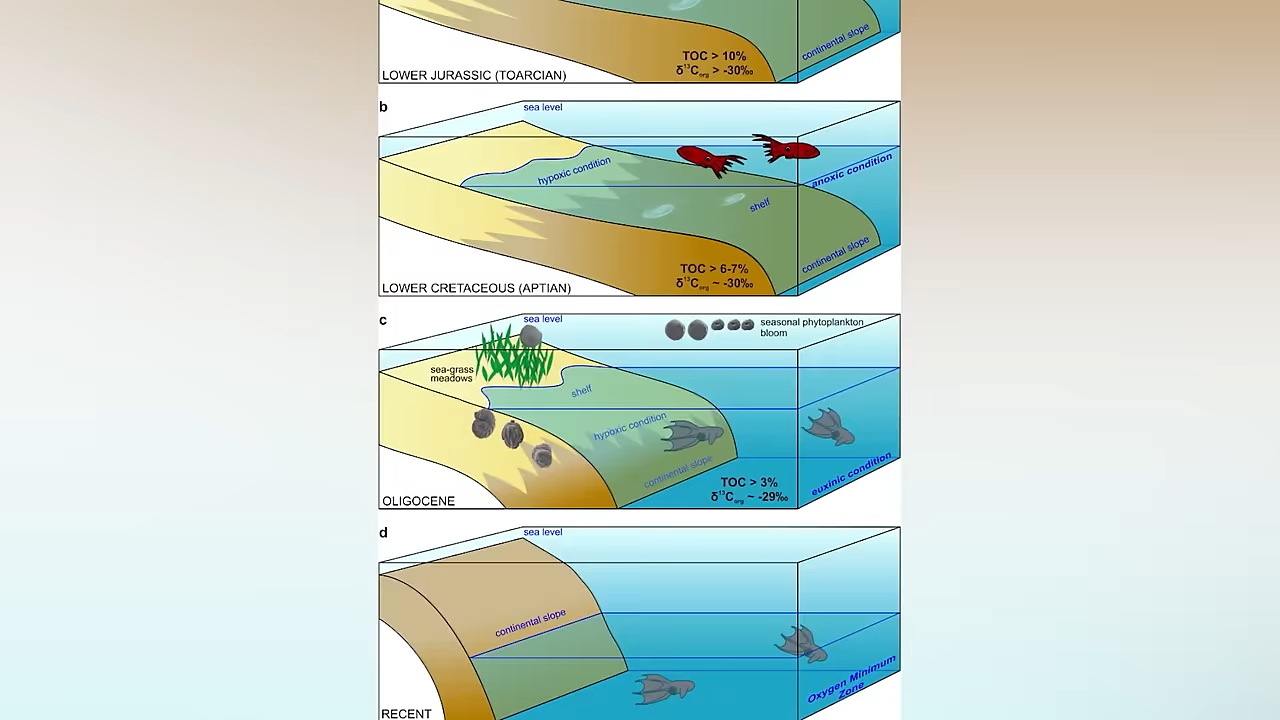 TOC > 10%
δ¹³Corg > -30‰
continental slope
LOWER JURASSIC (TOARCIAN)
b
sea level
hypoxic condition
anoxic condition
shelf
continental slope
TOC > 6-7%
δ¹³Corg ~ -30‰
LOWER CRETACEOUS (APTIAN)
c
sea level
seasonal phytoplankton
bloom
sea-grass
meadows
shelf
hypoxic condition
continental slope
euxinic condition
TOC > 3%
δ¹³Corg ~ -29‰
OLIGOCENE
d
sea level
continental slope
Oxygen Minimum
Zone
RECENT